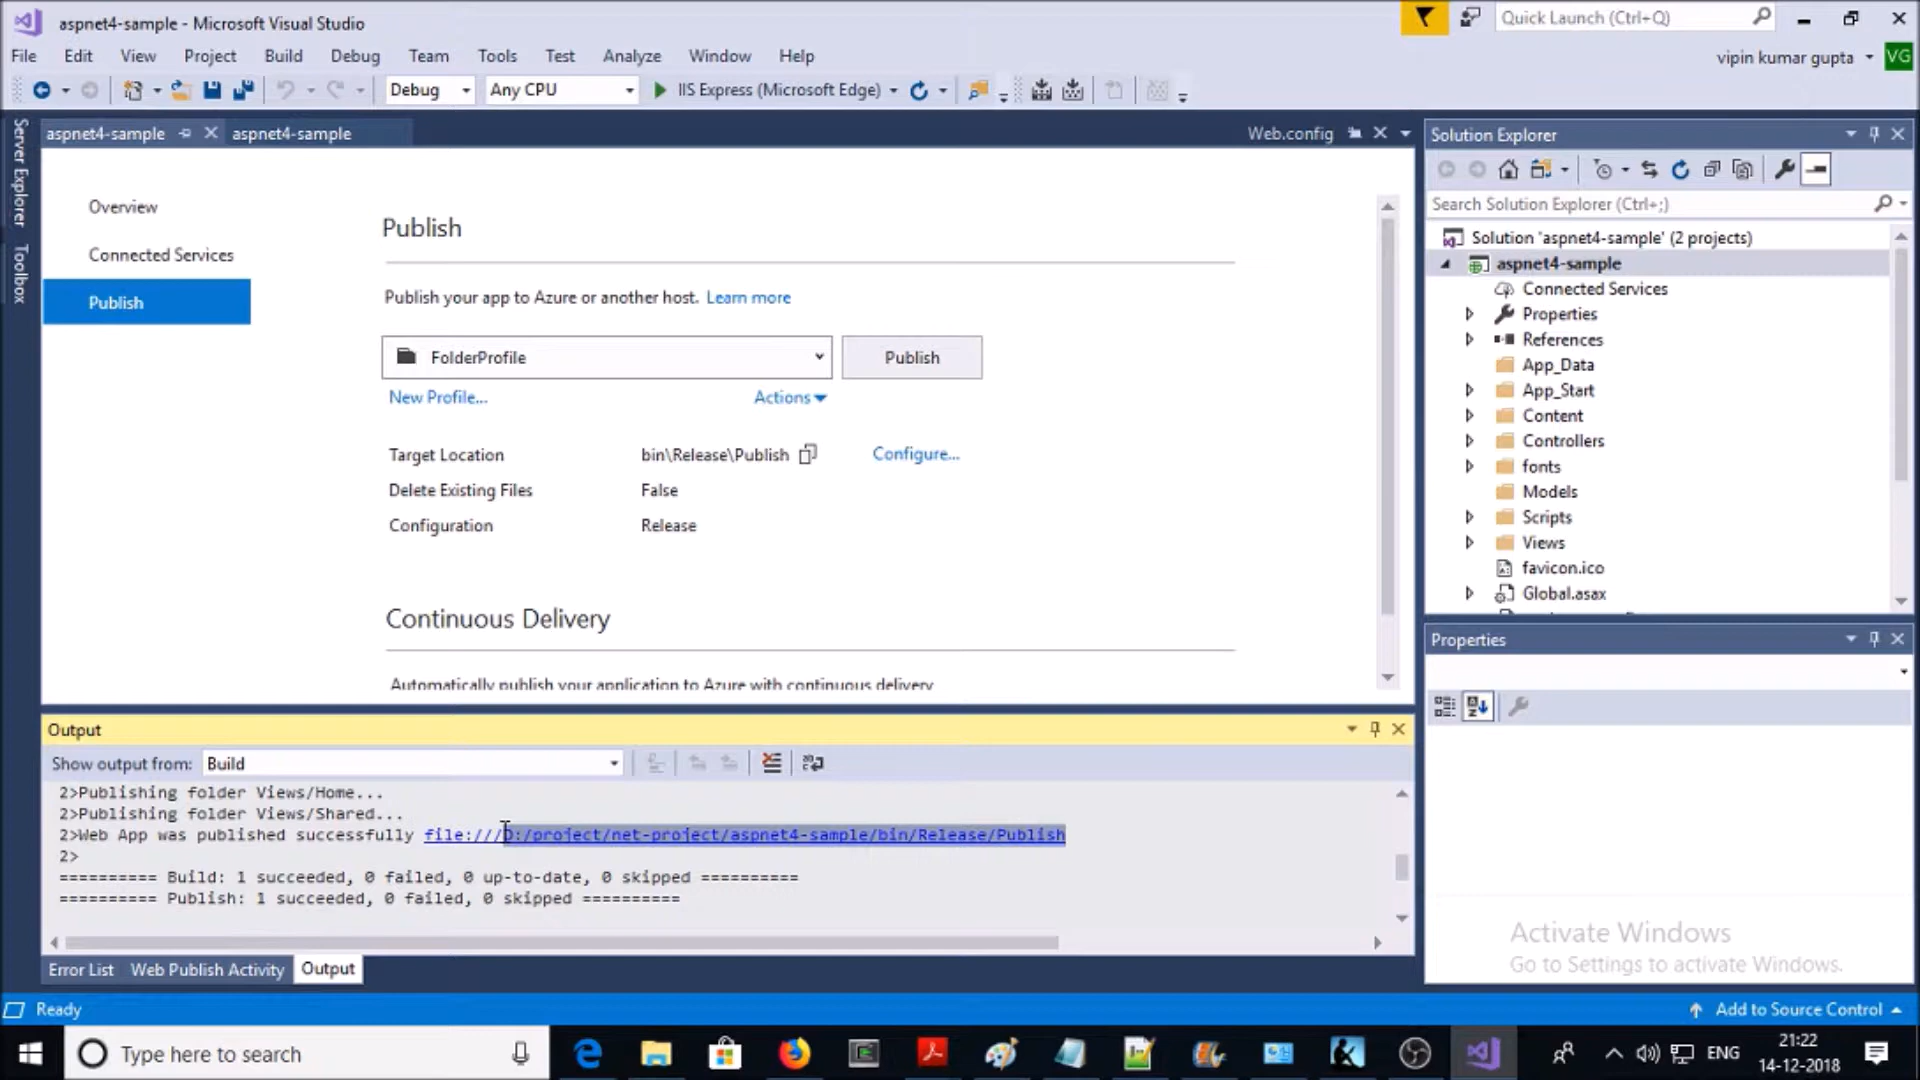 aspnet4-sample - Microsoft Visual Studio
Quick Launch (Ctrl+Q)
File Edit View Project Build Debug Team Tools Test Analyze Window Help
vipin kumar gupta VG
Debug Any CPU IIS Express (Microsoft Edge)
Server Explorer
Toolbox
aspnet4-sample aspnet4-sample Web.config
Overview
Connected Services
Publish
Publish
Publish your app to Azure or another host. Learn more
FolderProfile Publish
New Profile... Actions
Target Location bin\Release\Publish Configure...
Delete Existing Files False
Configuration Release
Continuous Delivery
Automatically publish your application to Azure with continuous delivery
Solution Explorer
Search Solution Explorer (Ctrl+;)
Solution 'aspnet4-sample' (2 projects)
aspnet4-sample
Connected Services
Properties
References
App_Data
App_Start
Content
Controllers
fonts
Models
Scripts
Views
favicon.ico
Global.asax
Properties
Output
Show output from: Build
2>Publishing folder Views/Home...
2>Publishing folder Views/Shared...
2>Web App was published successfully file:///D:/project/net-project/aspnet4-sample/bin/Release/Publish
2>
========== Build: 1 succeeded, 0 failed, 0 up-to-date, 0 skipped ==========
========== Publish: 1 succeeded, 0 failed, 0 skipped ==========
Activate Windows
Go to Settings to activate Windows.
Error List Web Publish Activity Output
Ready
Add to Source Control
Type here to search
ENG
21:22
14-12-2018